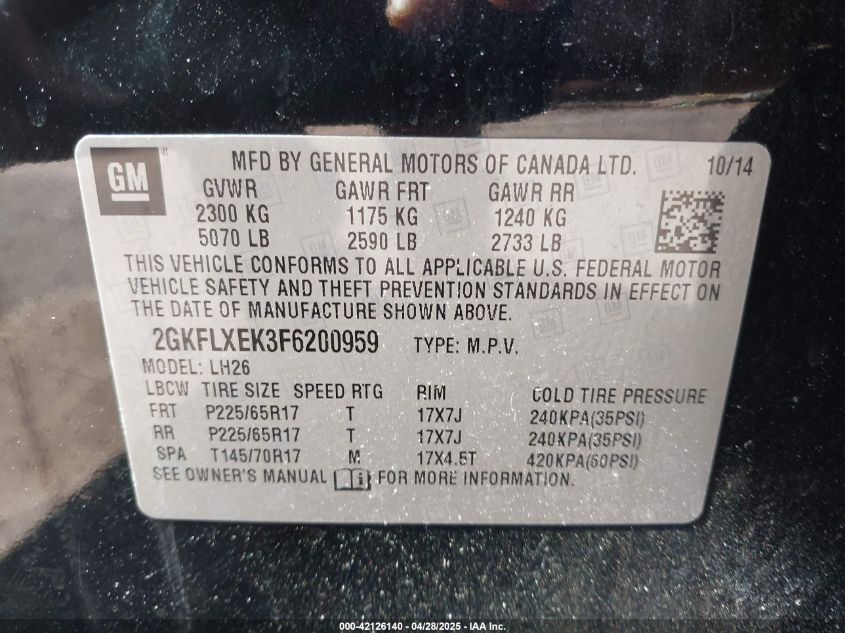 GM ® MFD BY GENERAL MOTORS OF CANADA LTD. 10/14
GVWR GAWR FRT GAWR RR
2300 KG 1175 KG 1240 KG
5070 LB 2590 LB 2733 LB
THIS VEHICLE CONFORMS TO ALL APPLICABLE U.S. FEDERAL MOTOR
VEHICLE SAFETY AND THEFT PREVENTION STANDARDS IN EFFECT ON
THE DATE OF MANUFACTURE SHOWN ABOVE.
2GKFLXEK3F6200959 TYPE: M.P.V.
MODEL: LH26
LBCW TIRE SIZE SPEED RTG RIM COLD TIRE PRESSURE
FRT P225/65R17 T 17X7J 240KPA(35PSI)
RR P225/65R17 T 17X7J 240KPA(35PSI)
SPA T145/70R17 M 17X4.5T 420KPA(60PSI)
SEE OWNER'S MANUAL FOR MORE INFORMATION.
000-42126140 - 04/28/2025 - IAA Inc.